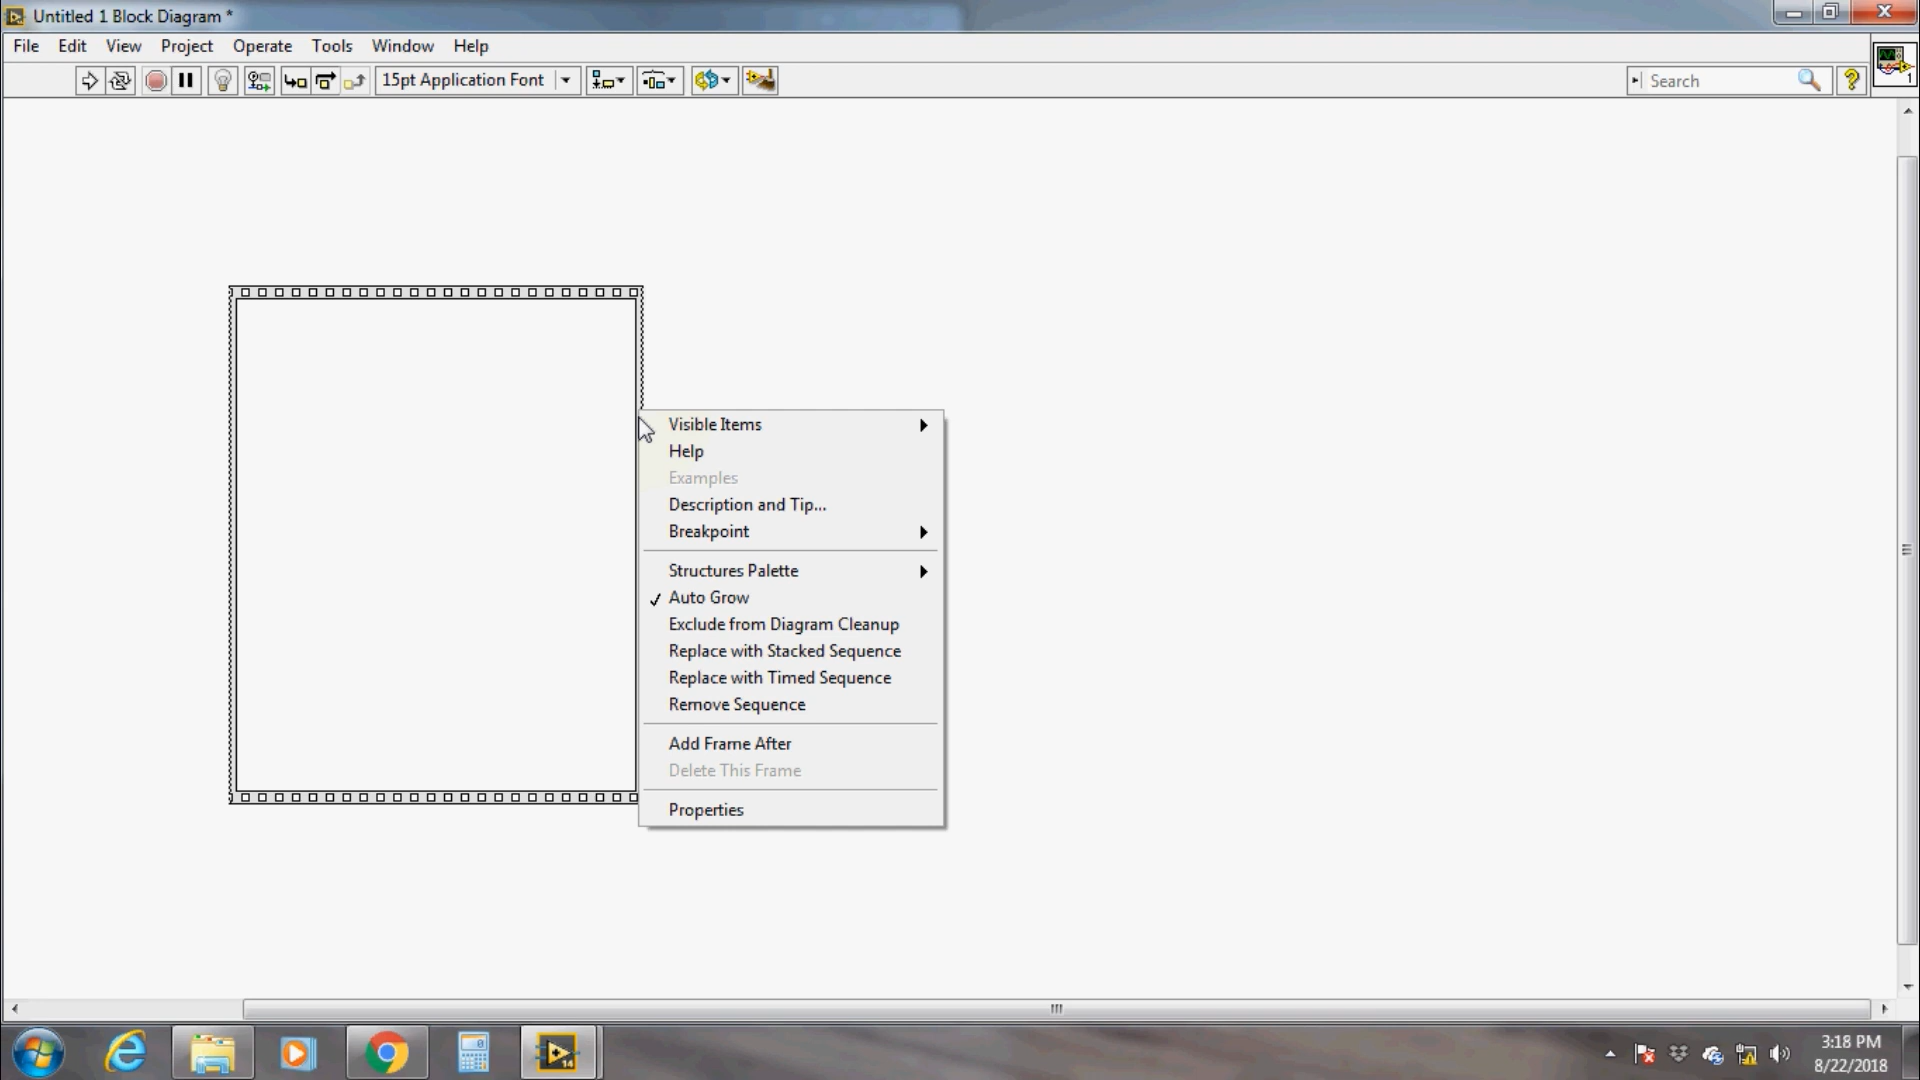 Untitled 1 Block Diagram *
File Edit View Project Operate Tools Window Help
15pt Application Font
Search
1
Visible Items
Help
Examples
Description and Tip...
Breakpoint
Structures Palette
Auto Grow
Exclude from Diagram Cleanup
Replace with Stacked Sequence
Replace with Timed Sequence
Remove Sequence
Add Frame After
Delete This Frame
Properties
14
3:18 PM
8/22/2018